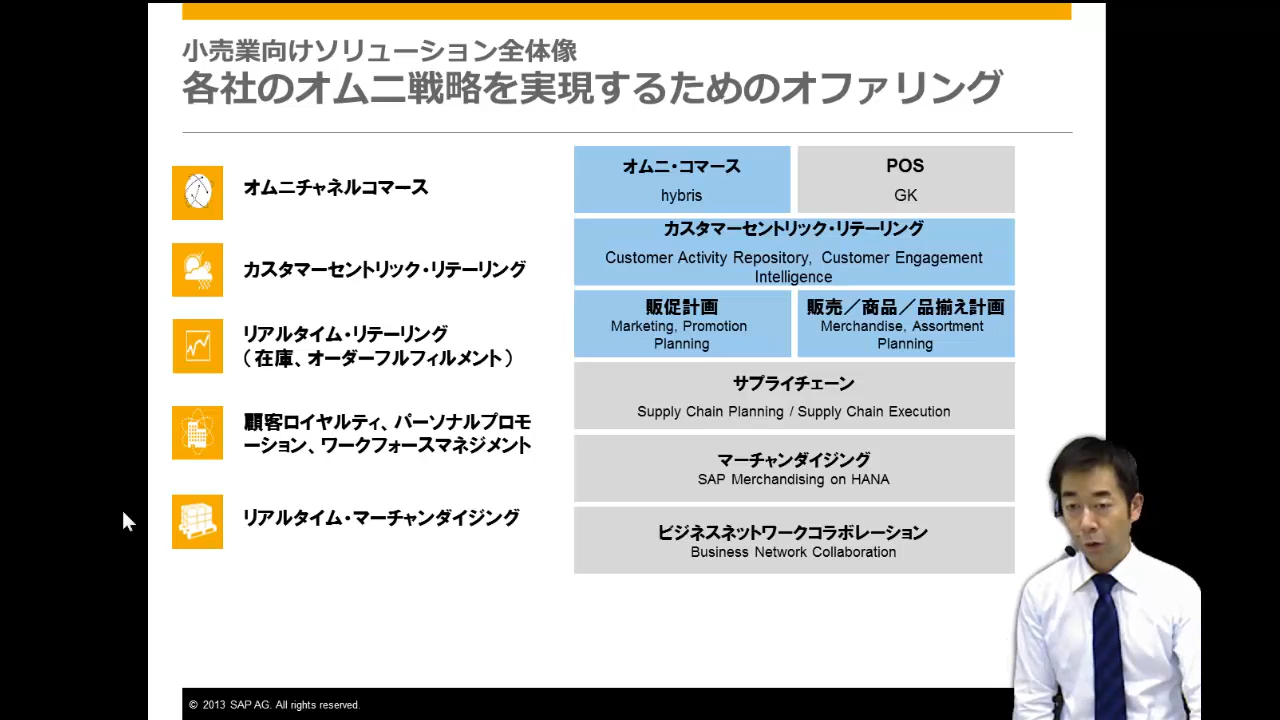 小売業向けソリューション全体像
各社のオムニ戦略を実現するためのオファリング
オムニチャネルコマース
カスタマーセントリック・リテーリング
リアルタイム・リテーリング
（在庫、オーダーフルフィルメント）
顧客ロイヤルティ、パーソナルプロモ
ーション、ワークフォースマネジメント
リアルタイム・マーチャンダイジング
オムニ・コマース
hybris
POS
GK
カスタマーセントリック・リテーリング
Customer Activity Repository, Customer Engagement
Intelligence
販促計画
Marketing, Promotion
Planning
販売／商品／品揃え計画
Merchandise, Assortment
Planning
サプライチェーン
Supply Chain Planning / Supply Chain Execution
マーチャンダイジング
SAP Merchandising on HANA
ビジネスネットワークコラボレーション
Business Network Collaboration
© 2013 SAP AG. All rights reserved.